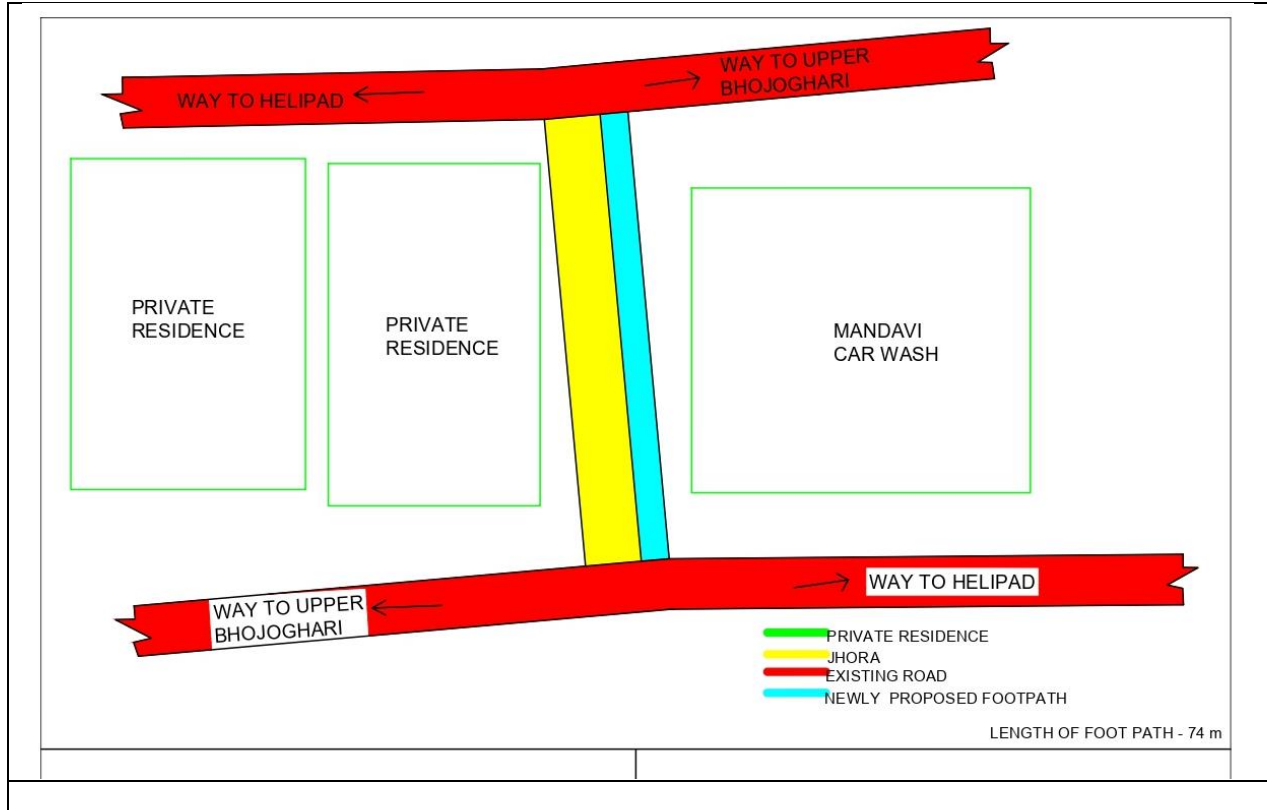 WAY TO HELIPAD
WAY TO UPPER
BHOJOGHARI
PRIVATE
RESIDENCE
PRIVATE
RESIDENCE
MANDAVI
CAR WASH
WAY TO UPPER
BHOJOGHARI
WAY TO HELIPAD
PRIVATE RESIDENCE
JHORA
EXISTING ROAD
NEWLY PROPOSED FOOTPATH
LENGTH OF FOOT PATH - 74 m